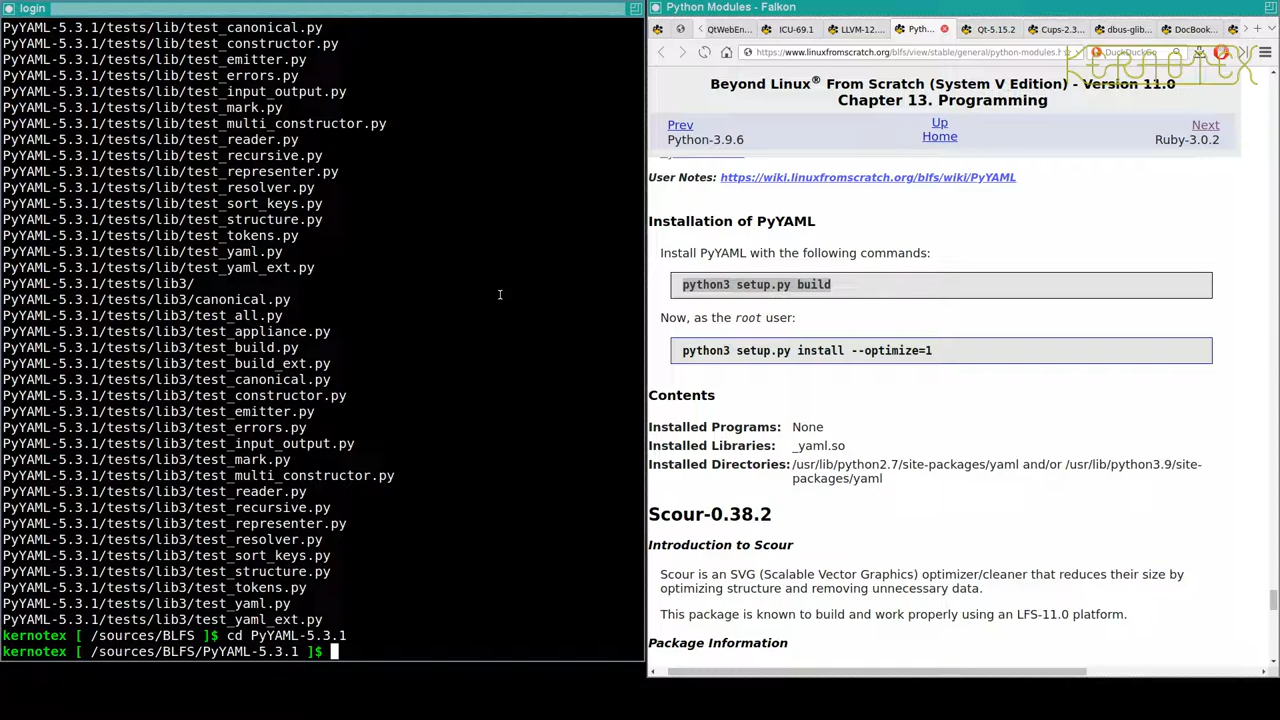 login
PyYAML-5.3.1/tests/lib/test_canonical.py
PyYAML-5.3.1/tests/lib/test_constructor.py
PyYAML-5.3.1/tests/lib/test_emitter.py
PyYAML-5.3.1/tests/lib/test_errors.py
PyYAML-5.3.1/tests/lib/test_input_output.py
PyYAML-5.3.1/tests/lib/test_mark.py
PyYAML-5.3.1/tests/lib/test_multi_constructor.py
PyYAML-5.3.1/tests/lib/test_reader.py
PyYAML-5.3.1/tests/lib/test_recursive.py
PyYAML-5.3.1/tests/lib/test_representer.py
PyYAML-5.3.1/tests/lib/test_resolver.py
PyYAML-5.3.1/tests/lib/test_sort_keys.py
PyYAML-5.3.1/tests/lib/test_structure.py
PyYAML-5.3.1/tests/lib/test_tokens.py
PyYAML-5.3.1/tests/lib/test_yaml.py
PyYAML-5.3.1/tests/lib/test_yaml_ext.py
PyYAML-5.3.1/tests/lib3/
PyYAML-5.3.1/tests/lib3/canonical.py
PyYAML-5.3.1/tests/lib3/test_all.py
PyYAML-5.3.1/tests/lib3/test_appliance.py
PyYAML-5.3.1/tests/lib3/test_build.py
PyYAML-5.3.1/tests/lib3/test_build_ext.py
PyYAML-5.3.1/tests/lib3/test_canonical.py
PyYAML-5.3.1/tests/lib3/test_constructor.py
PyYAML-5.3.1/tests/lib3/test_emitter.py
PyYAML-5.3.1/tests/lib3/test_errors.py
PyYAML-5.3.1/tests/lib3/test_input_output.py
PyYAML-5.3.1/tests/lib3/test_mark.py
PyYAML-5.3.1/tests/lib3/test_multi_constructor.py
PyYAML-5.3.1/tests/lib3/test_reader.py
PyYAML-5.3.1/tests/lib3/test_recursive.py
PyYAML-5.3.1/tests/lib3/test_representer.py
PyYAML-5.3.1/tests/lib3/test_resolver.py
PyYAML-5.3.1/tests/lib3/test_sort_keys.py
PyYAML-5.3.1/tests/lib3/test_structure.py
PyYAML-5.3.1/tests/lib3/test_tokens.py
PyYAML-5.3.1/tests/lib3/test_yaml.py
PyYAML-5.3.1/tests/lib3/test_yaml_ext.py
kernotex [ /sources/BLFS ]$ cd PyYAML-5.3.1
kernotex [ /sources/BLFS/PyYAML-5.3.1 ]$
Python Modules - Falkon
QtWebEn... ICU-69.1 LLVM-12.... Pyth... Qt-5.15.2 Cups-2.3... dbus-glib... DocBook...
https://www.linuxfromscratch.org/blfs/view/stable/general/python-modules.h DuckDuckGo
KERNOTEX
Beyond Linux® From Scratch (System V Edition) - Version 11.0
Chapter 13. Programming
Prev Up Next
Python-3.9.6 Home Ruby-3.0.2
User Notes: https://wiki.linuxfromscratch.org/blfs/wiki/PyYAML
Installation of PyYAML
Install PyYAML with the following commands:
python3 setup.py build
Now, as the root user:
python3 setup.py install --optimize=1
Contents
Installed Programs: None
Installed Libraries: _yaml.so
Installed Directories: /usr/lib/python2.7/site-packages/yaml and/or /usr/lib/python3.9/site-
packages/yaml
Scour-0.38.2
Introduction to Scour
Scour is an SVG (Scalable Vector Graphics) optimizer/cleaner that reduces their size by
optimizing structure and removing unnecessary data.
This package is known to build and work properly using an LFS-11.0 platform.
Package Information